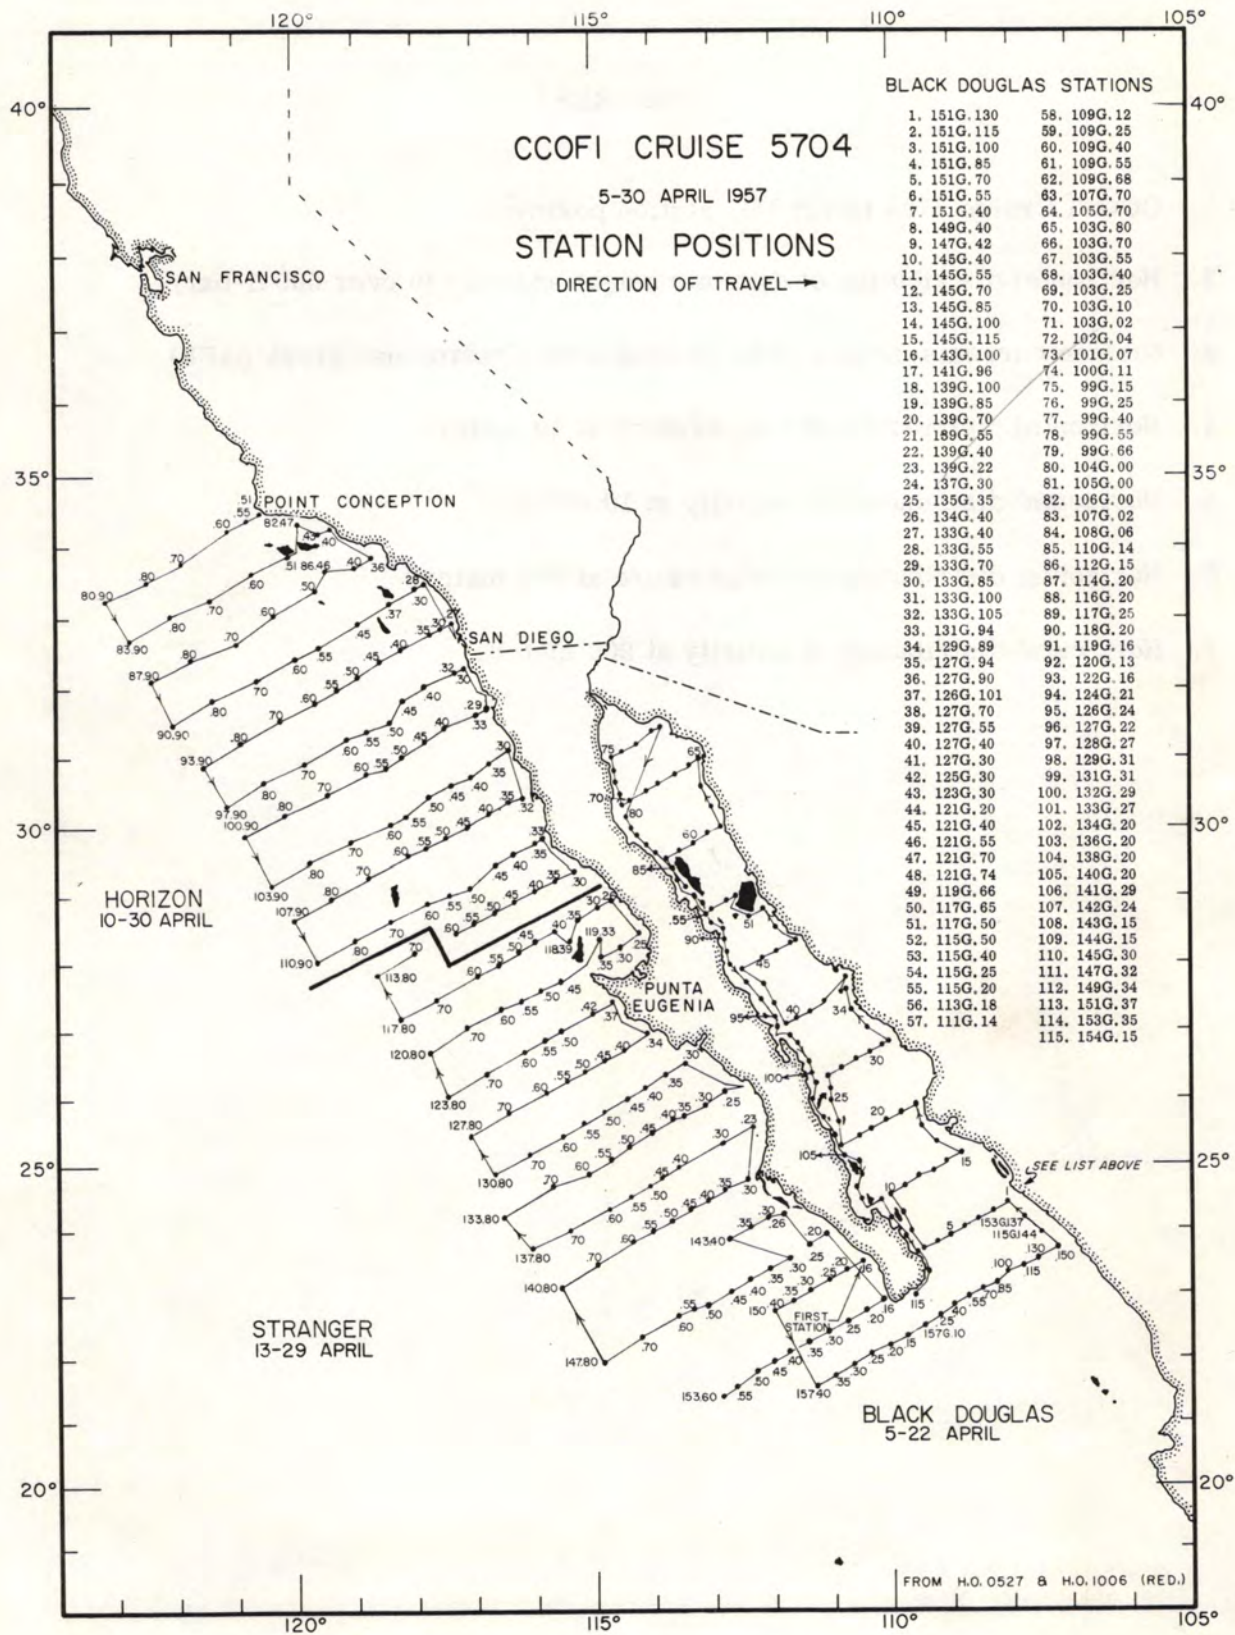 120° 115° 110° 105°
40° 40°
BLACK DOUGLAS STATIONS
1. 151G.130 58. 109G.12
2. 151G.115 59. 109G.25
3. 151G.100 60. 109G.40
4. 151G.85 61. 109G.55
5. 151G.70 62. 109G.68
6. 151G.55 63. 107G.70
7. 151G.40 64. 105G.70
8. 149G.40 65. 103G.80
9. 147G.42 66. 103G.70
10. 145G.40 67. 103G.55
11. 145G.55 68. 103G.40
12. 145G.70 69. 103G.25
13. 145G.85 70. 103G.10
14. 145G.100 71. 103G.02
15. 145G.115 72. 102G.04
16. 143G.100 73. 101G.07
17. 141G.96 74. 100G.11
18. 139G.100 75. 99G.15
19. 139G.85 76. 99G.25
20. 139G.70 77. 99G.40
21. 189G.55 78. 99G.55
22. 139G.40 79. 99G.66
23. 139G.22 80. 104G.00
24. 137G.30 81. 105G.00
25. 135G.35 82. 106G.00
26. 134G.40 83. 107G.02
27. 133G.40 84. 108G.06
28. 133G.55 85. 110G.14
29. 133G.70 86. 112G.15
30. 133G.85 87. 114G.20
31. 133G.100 88. 116G.20
32. 133G.105 89. 117G.25
33. 131G.94 90. 118G.20
34. 129G.89 91. 119G.16
35. 127G.94 92. 120G.13
36. 127G.90 93. 122G.16
37. 126G.101 94. 124G.21
38. 127G.70 95. 126G.24
39. 127G.55 96. 127G.22
40. 127G.40 97. 128G.27
41. 127G.30 98. 129G.31
42. 125G.30 99. 131G.31
43. 123G.30 100. 132G.29
44. 121G.20 101. 133G.27
45. 121G.40 102. 134G.20
46. 121G.55 103. 136G.20
47. 121G.70 104. 138G.20
48. 121G.74 105. 140G.20
49. 119G.66 106. 141G.29
50. 117G.65 107. 142G.24
51. 117G.50 108. 143G.15
52. 115G.50 109. 144G.15
53. 115G.40 110. 145G.30
54. 115G.25 111. 147G.32
55. 115G.20 112. 149G.34
56. 113G.18 113. 151G.37
57. 111G.14 114. 153G.35
115. 154G.15
CCOFI CRUISE 5704
5-30 APRIL 1957
STATION POSITIONS
DIRECTION OF TRAVEL→
SAN FRANCISCO
35° 35°
POINT CONCEPTION
82.47
80.90
83.90
87.90
90.90
SAN DIEGO
93.90
97.90
100.90
30° 30°
103.90
107.90
110.90
HORIZON
10-30 APRIL
119.33
118.39
113.80
117.80
PUNTA
EUGENIA
120.80
123.80
127.80
130.80
133.80
137.80
140.80
143.40
147.80
25° 25°
SEE LIST ABOVE
153G.137
115G.144
FIRST
STATION
157G.10
153.60
157.40
STRANGER
13-29 APRIL
BLACK DOUGLAS
5-22 APRIL
20° 20°
FROM H.O. 0527 & H.O. 1006 (RED.)
120° 115° 110° 105°